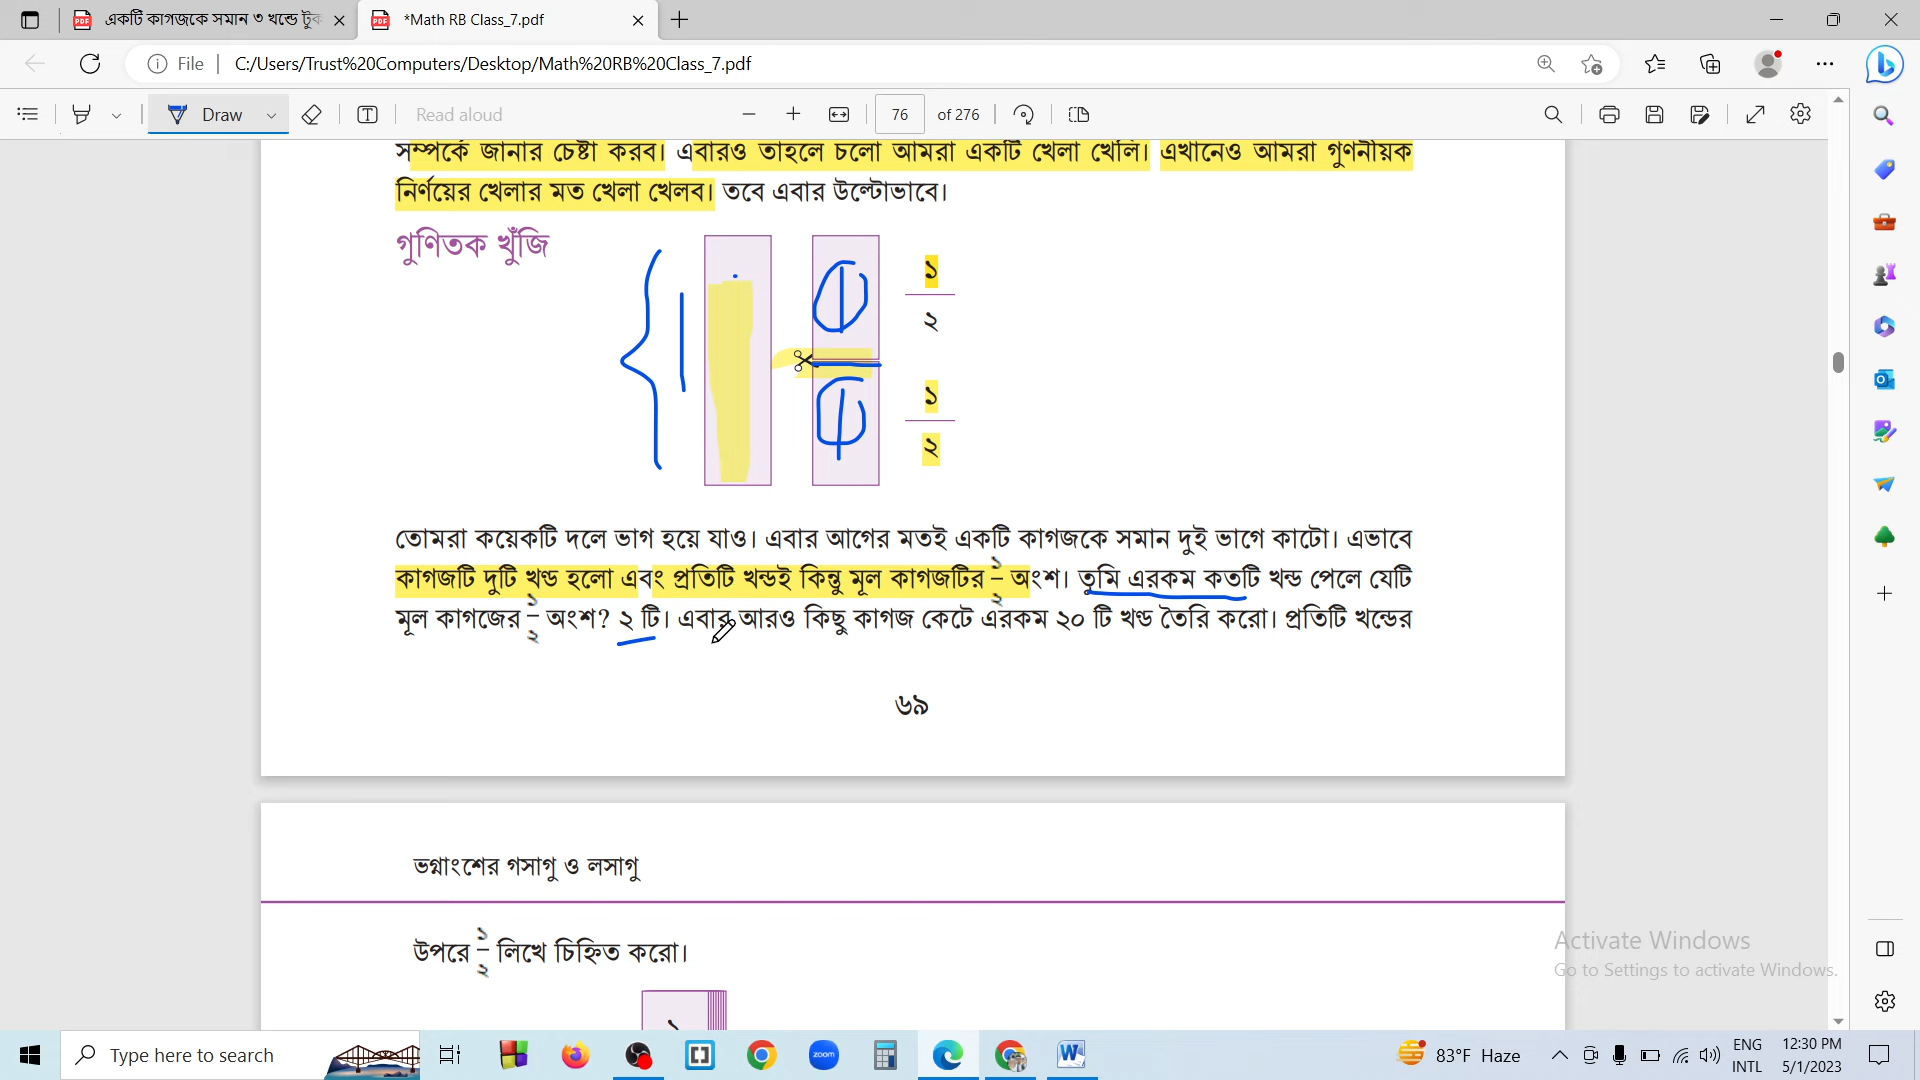 একটি কাগজকে সমান ৩ খন্ডে টুক
*Math RB Class_7.pdf
File
C:/Users/Trust%20Computers/Desktop/Math%20RB%20Class_7.pdf
Draw
Read aloud
76
of 276
সম্পর্কে জানার চেষ্টা করব। এবারও তাহলে চলো আমরা একটি খেলা খেলি। এখানেও আমরা গুণনীয়ক
নির্ণয়ের খেলার মত খেলা খেলব। তবে এবার উল্টোভাবে।
গুণিতক খুঁজি
১
২
১
২
তোমরা কয়েকটি দলে ভাগ হয়ে যাও। এবার আগের মতই একটি কাগজকে সমান দুই ভাগে কাটো। এভাবে
কাগজটি দুটি খণ্ড হলো এবং প্রতিটি খন্ডই কিন্তু মূল কাগজটির ১/২ অংশ। তুমি এরকম কতটি খন্ড পেলে যেটি
মূল কাগজের ১/২ অংশ? ২ টি। এবার আরও কিছু কাগজ কেটে এরকম ২০ টি খণ্ড তৈরি করো। প্রতিটি খন্ডের
৬৯
ভগ্নাংশের গসাগু ও লসাগু
উপরে ১/২ লিখে চিহ্নিত করো।
Activate Windows
Go to Settings to activate Windows.
Type here to search
zoom
83°F Haze
ENG
INTL
12:30 PM
5/1/2023